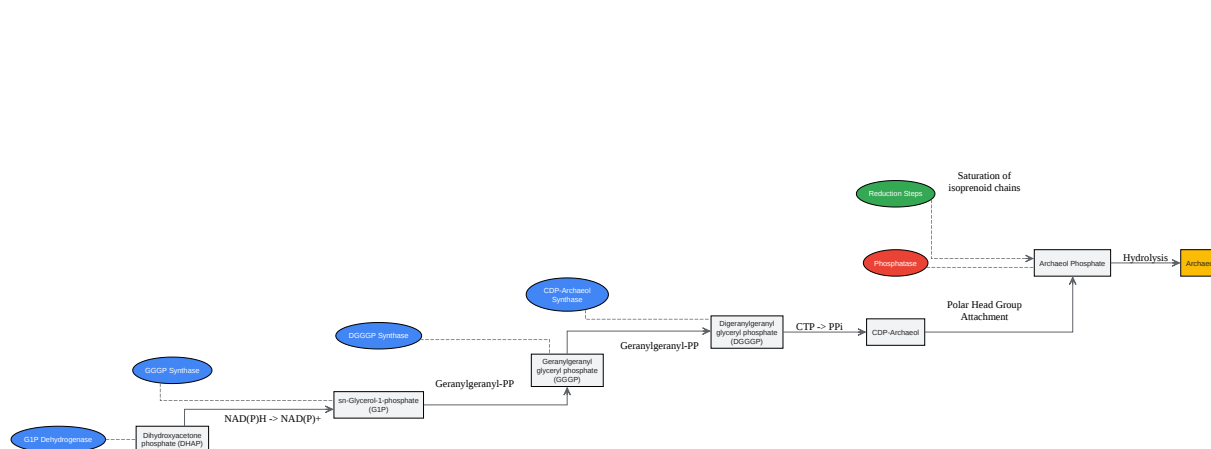 Saturation of
isoprenoid chains
Reduction Steps
Phosphatase
Archaeol Phosphate
Hydrolysis
CDP-Archaeol
Synthase
Polar Head Group
Attachment
DGGGP Synthase
Digeranylgeranyl
glyceryl phosphate
(DGGGP)
CTP -> PPi
CDP-Archaeol
Geranylgeranyl-PP
GGGP Synthase
Geranylgeranyl
glyceryl phosphate
(GGGP)
Geranylgeranyl-PP
sn-Glycerol-1-phosphate
(G1P)
NAD(P)H -> NAD(P)+
G1P Dehydrogenase
Dihydroxyacetone
phosphate (DHAP)